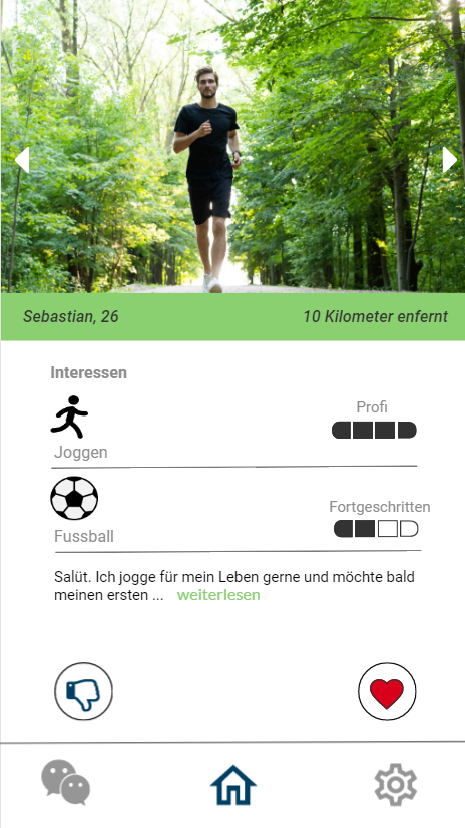 Sebastian, 26
10 Kilometer enfernt
Interessen
Profi
Joggen
Fortgeschritten
Fussball
Salüt. Ich jogge für mein Leben gerne und möchte bald
meinen ersten ... weiterlesen